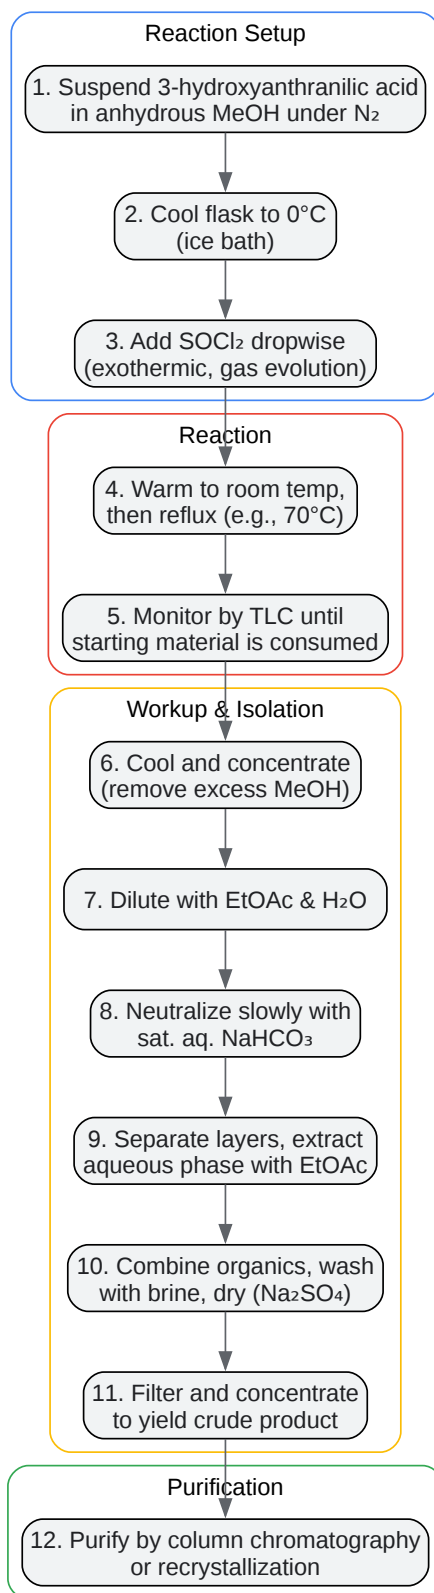 Reaction Setup
1. Suspend 3-hydroxyanthranilic acid
in anhydrous MeOH under N₂
2. Cool flask to 0°C
(ice bath)
3. Add SOCl₂ dropwise
(exothermic, gas evolution)
Reaction
4. Warm to room temp,
then reflux (e.g., 70°C)
5. Monitor by TLC until
starting material is consumed
Workup & Isolation
6. Cool and concentrate
(remove excess MeOH)
7. Dilute with EtOAc & H₂O
8. Neutralize slowly with
sat. aq. NaHCO₃
9. Separate layers, extract
aqueous phase with EtOAc
10. Combine organics, wash
with brine, dry (Na₂SO₄)
11. Filter and concentrate
to yield crude product
Purification
12. Purify by column chromatography
or recrystallization